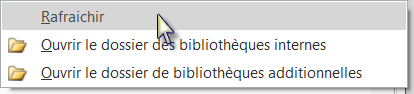 Rafraichir
Ouvrir le dossier des bibliothèques internes
Ouvrir le dossier de bibliothèques additionnelles